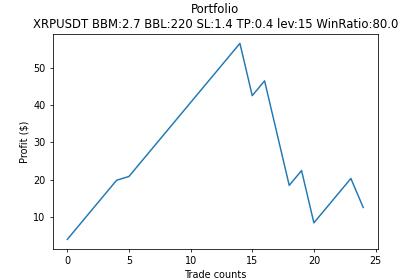 Portfolio
XRPUSDT BBM:2.7 BBL:220 SL:1.4 TP:0.4 lev:15 WinRatio:80.0
Profit ($)
50
40
30
20
10
0
5
10
15
20
25
Trade counts